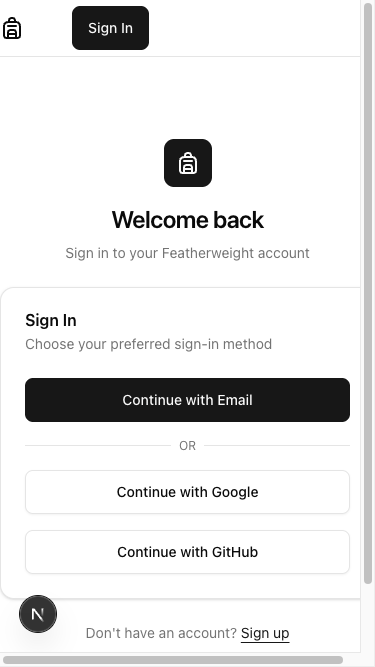 Sign In
Welcome back
Sign in to your Featherweight account
Sign In
Choose your preferred sign-in method
Continue with Email
OR
Continue with Google
Continue with GitHub
N
Don't have an account? Sign up